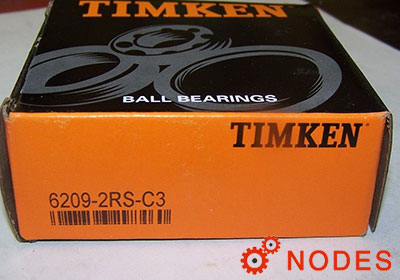 TIMKEN
BALL BEARINGS
TIMKEN
6209-2RS-C3
NODES